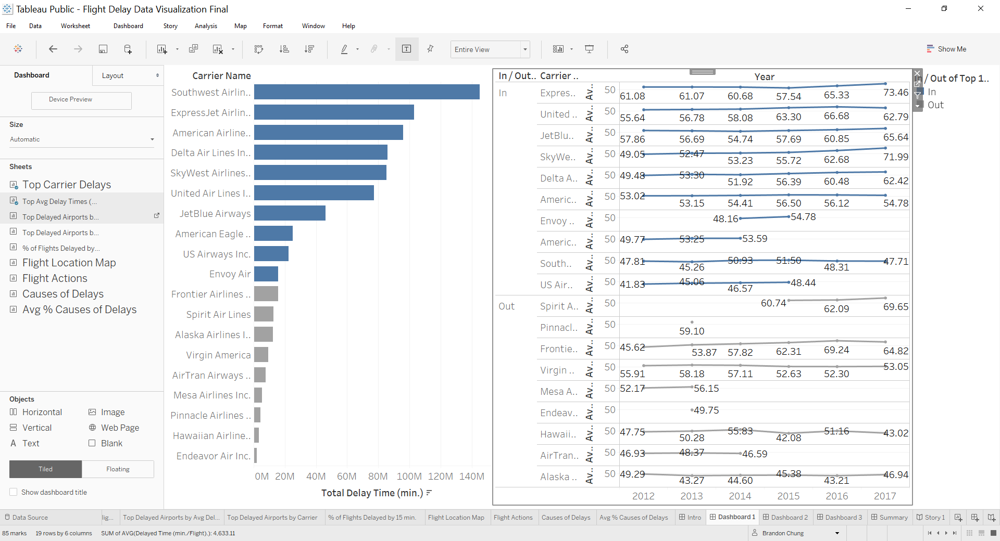 Tableau Public - Flight Delay Data Visualization Final
File Data Worksheet Dashboard Story Analysis Map Format Window Help
Entire View
Show Me
Dashboard
Layout
Device Preview
Size
Automatic
Sheets
Top Carrier Delays
Top Avg Delay Times (...
Top Delayed Airports b...
Top Delayed Airports b...
% of Flights Delayed by...
Flight Location Map
Flight Actions
Causes of Delays
Avg % Causes of Delays
Objects
Horizontal Image
Vertical Web Page
A Text Blank
Tiled Floating
Show dashboard title
Carrier Name
Southwest Airlin..
ExpressJet Airlin..
American Airline..
Delta Air Lines In..
SkyWest Airlines..
United Air Lines I..
JetBlue Airways
American Eagle ..
US Airways Inc.
Envoy Air
Frontier Airlines ..
Spirit Air Lines
Alaska Airlines I..
Virgin America
AirTran Airways ..
Mesa Airlines Inc.
Pinnacle Airlines ..
Hawaiian Airline..
Endeavor Air Inc.
0M 20M 40M 60M 80M 100M 120M 140M
Total Delay Time (min.)
In / Out.. Carrier .. Year
In Expres.. Av.. 50 61.08 61.07 60.68 57.54 65.33 73.46
United .. Av.. 50 55.64 56.78 58.08 63.30 66.68 62.79
JetBlu.. Av.. 50 57.86 56.69 54.74 57.69 60.85 65.64
SkyWe.. Av.. 50 49.05 52.47 53.23 55.72 62.68 71.99
Delta A.. Av.. 50 49.48 53.30 51.92 56.39 60.48 62.42
Americ.. Av.. 50 53.02 53.15 54.41 56.50 56.12 54.78
Envoy .. Av.. 50 48.16 54.78
Americ.. Av.. 50 49.77 53.25 53.59
South.. Av.. 50 47.81 45.26 50.93 51.50 48.31 47.71
US Air.. Av.. 50 41.83 45.06 46.57 48.44
Out Spirit A.. Av.. 50 60.74 62.09 69.65
Pinnacl.. Av.. 50 59.10
Frontie.. Av.. 50 45.62 53.87 57.82 62.31 69.24 64.82
Virgin .. Av.. 50 55.91 58.18 57.11 52.63 52.30 53.05
Mesa A.. Av.. 50 52.17 56.15
Endeav.. Av.. 50 49.75
Hawaii.. Av.. 50 47.75 50.28 55.83 42.08 51.16 43.02
AirTran.. Av.. 50 46.93 48.37 46.59
Alaska .. Av.. 50 49.29 43.27 44.60 45.38 43.21 46.94
2012 2013 2014 2015 2016 2017
In / Out of Top 1..
In
Out
Data Source lig... Top Delayed Airports by Avg Del... Top Delayed Airports by Carrier % of Flights Delayed by 15 min. Flight Location Map Flight Actions Causes of Delays Avg % Causes of Delays Intro Dashboard 1 Dashboard 2 Dashboard 3 Summary Story 1
85 marks 19 rows by 6 columns SUM of AVG(Delayed Time (min./Flight).): 4,633.11 Brandon Chung